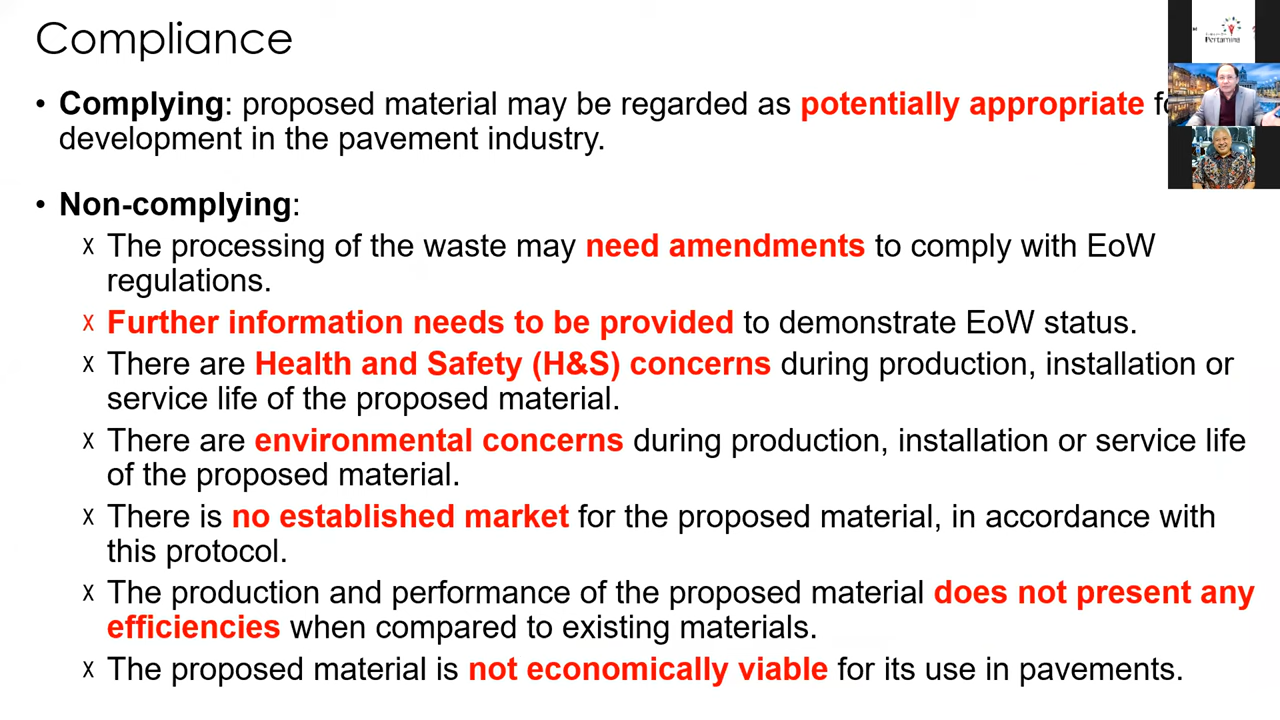 Compliance
• Complying: proposed material may be regarded as potentially appropriate
development in the pavement industry.
• Non-complying:
x The processing of the waste may need amendments to comply with EoW
regulations.
x Further information needs to be provided to demonstrate EoW status.
x There are Health and Safety (H&S) concerns during production, installation or
service life of the proposed material.
x There are environmental concerns during production, installation or service life
of the proposed material.
x There is no established market for the proposed material, in accordance with
this protocol.
x The production and performance of the proposed material does not present any
efficiencies when compared to existing materials.
x The proposed material is not economically viable for its use in pavements.
Pertamina